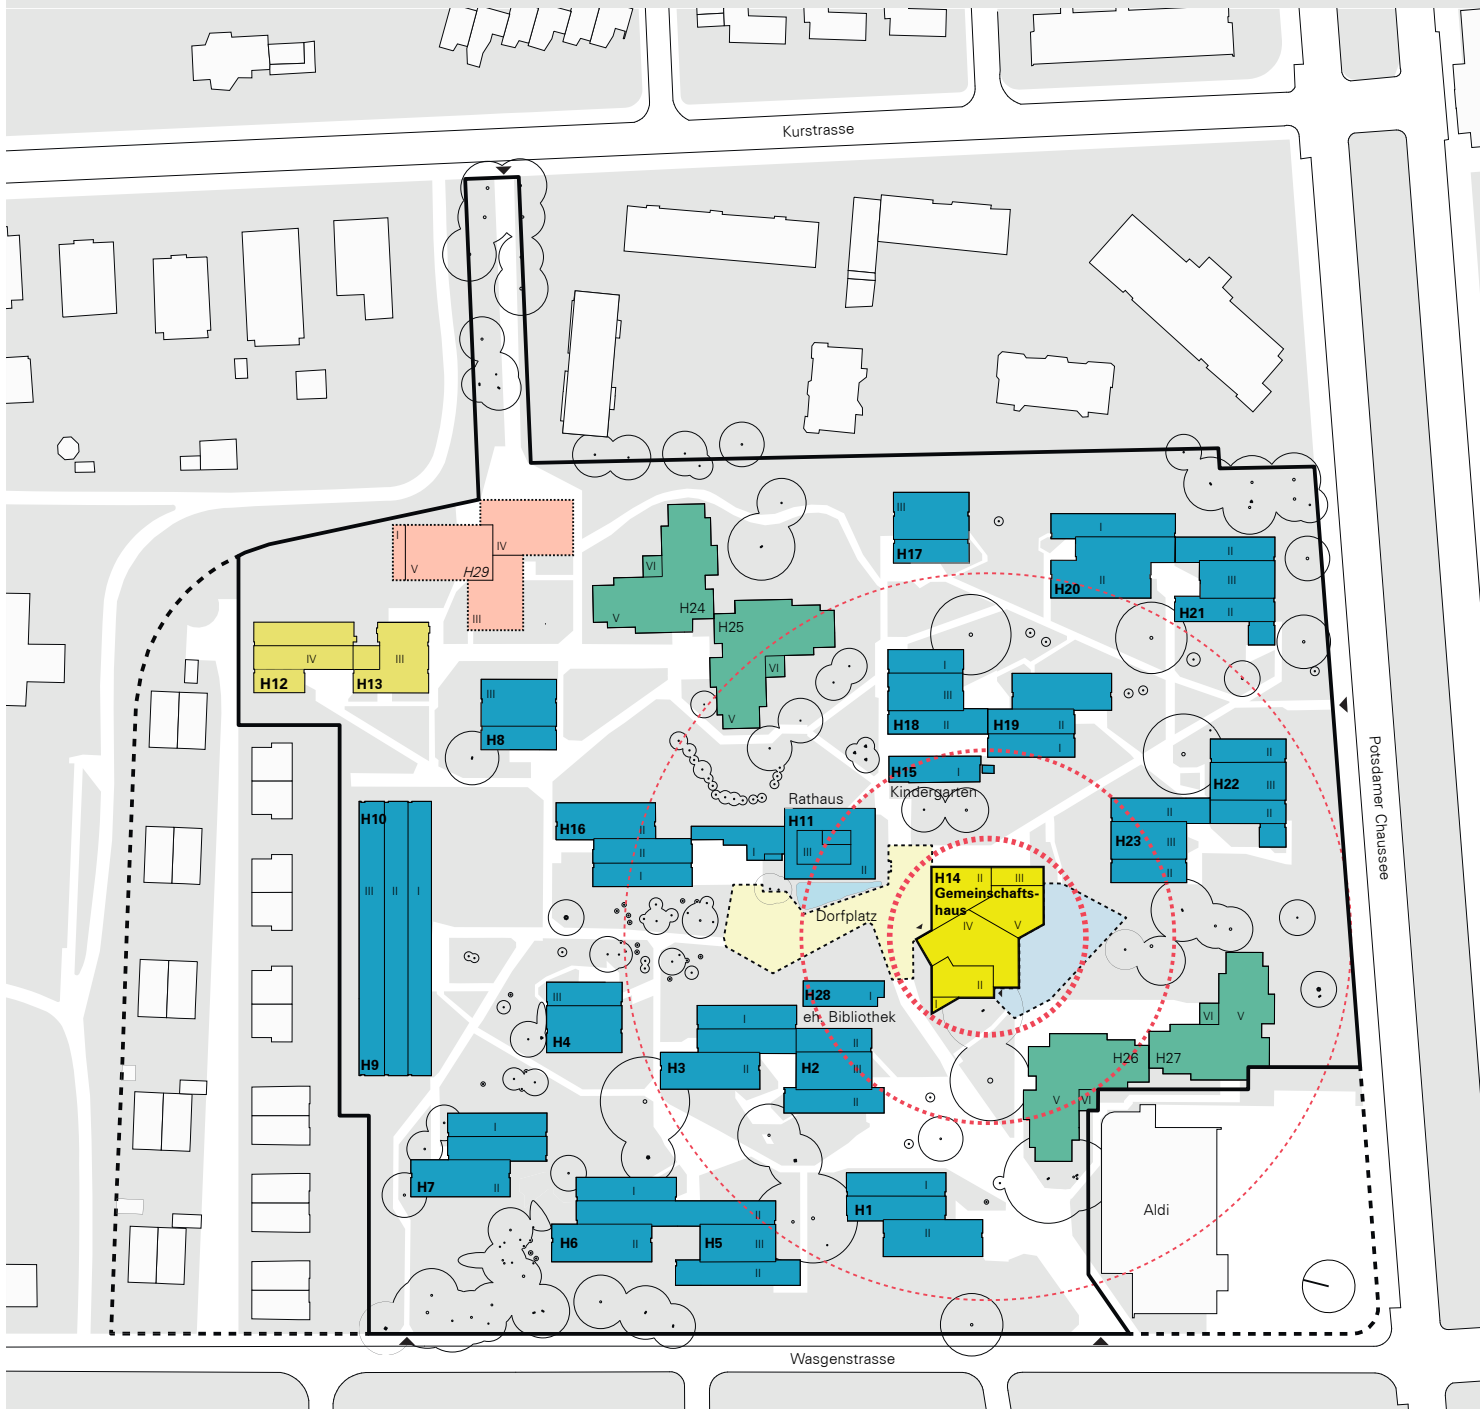 Kurstrasse
III
H17
I
II
H20
II
III
H21
II
I
IV
V
H29
III
VI
V
H24
H25
VI
V
IV
III
H12
H13
III
H8
I
III
H18
II
H19
II
I
H15
I
Kindergarten
II
H22
III
II
II
H23
III
II
Potsdamer Chaussee
Rathaus
H11
III
II
I
H16
II
II
I
H10
III
II
I
H9
H14
II
III
Gemeinschafts-
haus
IV
V
II
I
Dorfplatz
H28
I
eh. Bibliothek
III
H4
I
II
H3
II
H2
III
II
VI
V
H26
H27
V
VI
I
H7
II
I
II
H6
II
H5
III
II
I
H1
II
Aldi
Wasgenstrasse